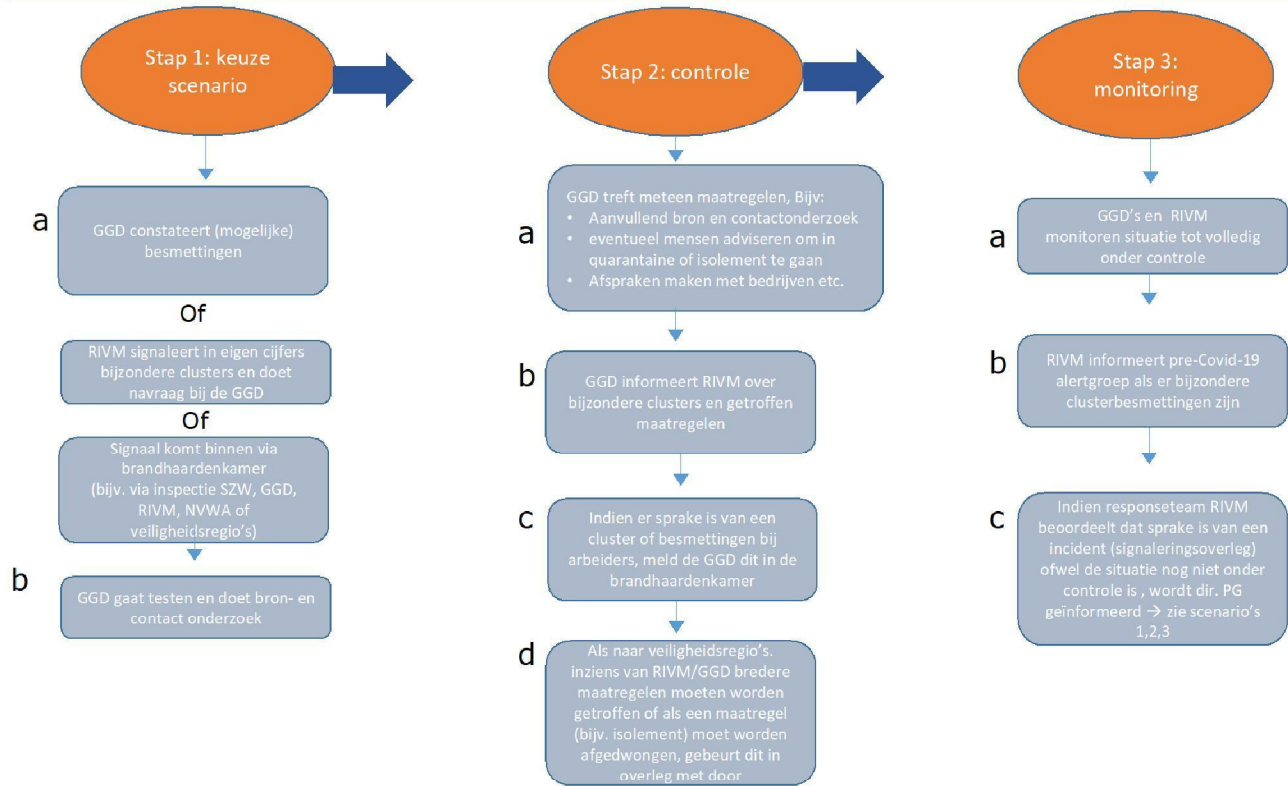 Stap 1: keuze
scenario
a
GGD constateert (mogelijke)
besmettingen
Of
RIVM signaleert in eigen cijfers
bijzondere clusters en doet
navraag bij de GGD
Of
Signaal komt binnen via
brandhaardenkamer
(bijv. via inspectie SZW, GGD,
RIVM, NVWA of
veiligheidsregio's)
b
GGD gaat testen en doet bron- en
contact onderzoek
Stap 2: controle
a
GGD treft meteen maatregelen, Bijv:
• Aanvullend bron en contactonderzoek
• eventueel mensen adviseren om in
quarantaine of isolement te gaan
• Afspraken maken met bedrijven etc.
b
GGD informeert RIVM over
bijzondere clusters en getroffen
maatregelen
c
Indien er sprake is van een
cluster of besmettingen bij
arbeiders, meld de GGD dit in de
brandhaardenkamer
d
Als naar veiligheidsregio's.
inziens van RIVM/GGD bredere
maatregelen moeten worden
getroffen of als een maatregel
(bijv. isolement) moet worden
afgedwongen, gebeurt dit in
overleg met door
Stap 3:
monitoring
a
GGD's en RIVM
monitoren situatie tot volledig
onder controle
b
RIVM informeert pre-Covid-19
alertgroep als er bijzondere
clusterbesmettingen zijn
c
Indien responseteam RIVM
beoordeelt dat sprake is van een
incident (signaleringsoverleg)
ofwel de situatie nog niet onder
controle is , wordt dir. PG
geïnformeerd → zie scenario's
1,2,3